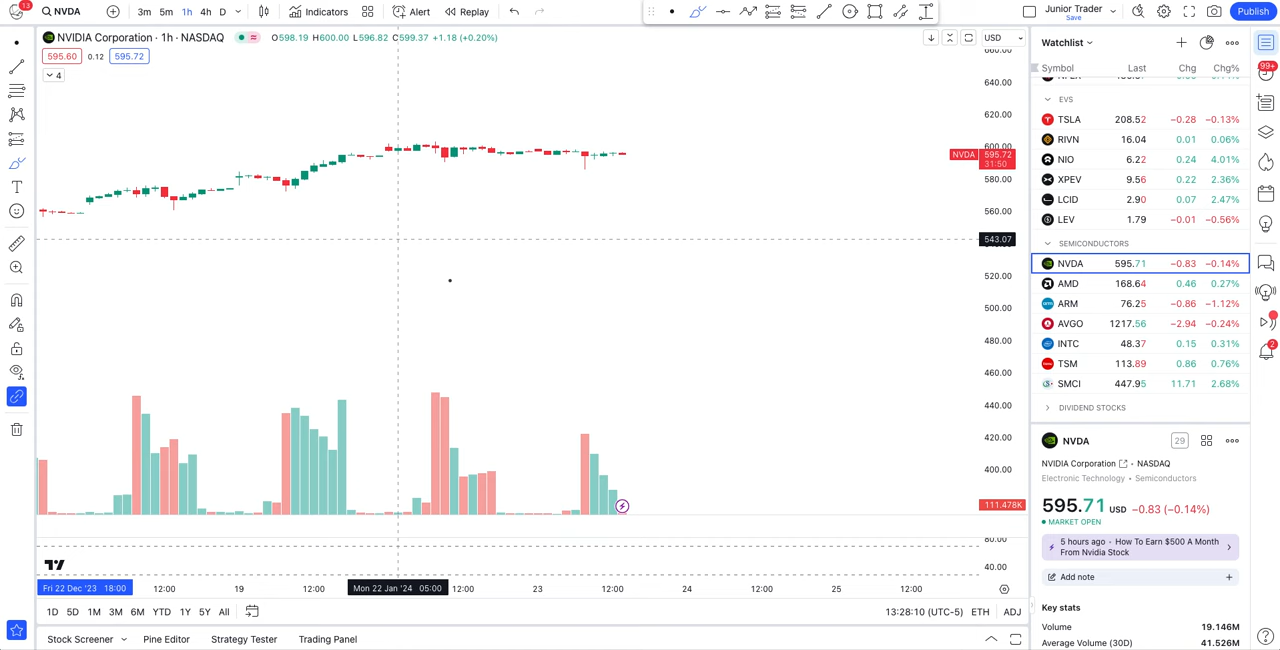 13
NVDA
3m 5m 1h 4h D
Indicators
Alert
Replay
Junior Trader
Save
Publish
NVIDIA Corporation · 1h · NASDAQ
O598.19 H600.00 L596.82 C599.37 +1.18 (+0.20%)
595.60 0.12 595.72
4
USD
660.00
640.00
620.00
600.00
NVDA 595.72
31:50
580.00
560.00
543.07
520.00
500.00
480.00
460.00
440.00
420.00
400.00
111.478K
80.00
40.00
Fri 22 Dec '23 18:00
12:00
19
12:00
Mon 22 Jan '24 05:00
12:00
23
12:00
24
12:00
25
12:00
1D 5D 1M 3M 6M YTD 1Y 5Y All
13:28:10 (UTC-5) ETH ADJ
Stock Screener
Pine Editor
Strategy Tester
Trading Panel
Watchlist
Symbol Last Chg Chg%
EVS
TSLA 208.52 −0.28 −0.13%
RIVN 16.04 0.01 0.06%
NIO 6.22 0.24 4.01%
XPEV 9.56 0.22 2.36%
LCID 2.90 0.07 2.47%
LEV 1.79 −0.01 −0.56%
SEMICONDUCTORS
NVDA 595.71 −0.83 −0.14%
AMD 168.64 0.46 0.27%
ARM 76.25 −0.86 −1.12%
AVGO 1217.56 −2.94 −0.24%
INTC 48.37 0.15 0.31%
TSM 113.89 0.86 0.76%
SMCI 447.95 11.71 2.68%
DIVIDEND STOCKS
NVDA
29
NVIDIA Corporation · NASDAQ
Electronic Technology • Semiconductors
595.71 USD −0.83 (−0.14%)
MARKET OPEN
5 hours ago · How To Earn $500 A Month
From Nvidia Stock
Add note
Key stats
Volume 19.146M
Average Volume (30D) 41.526M
99+
2